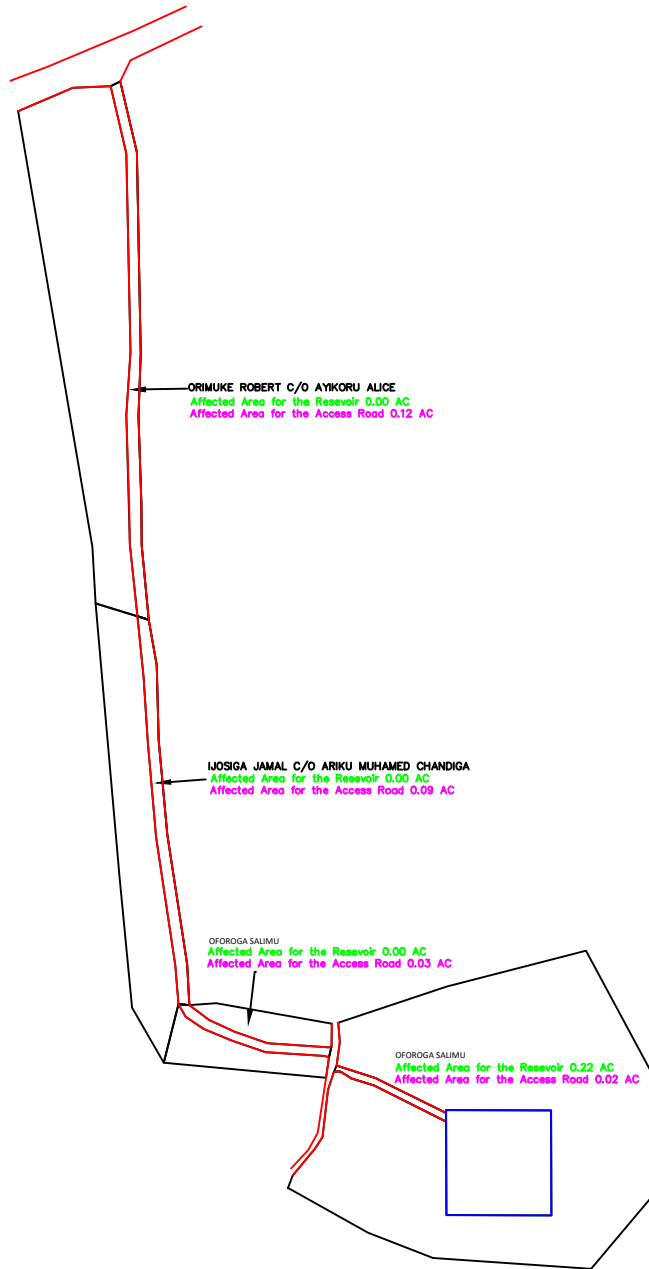 ORIMUKE ROBERT C/O AYIKORU ALICE
Affected Area for the Resevoir 0.00 AC
Affected Area for the Access Road 0.12 AC
IJOSIGA JAMAL C/O ARIKU MUHAMED CHANDIGA
Affected Area for the Resevoir 0.00 AC
Affected Area for the Access Road 0.09 AC
OFOROGA SALIMU
Affected Area for the Resevoir 0.00 AC
Affected Area for the Access Road 0.03 AC
OFOROGA SALIMU
Affected Area for the Resevoir 0.22 AC
Affected Area for the Access Road 0.02 AC